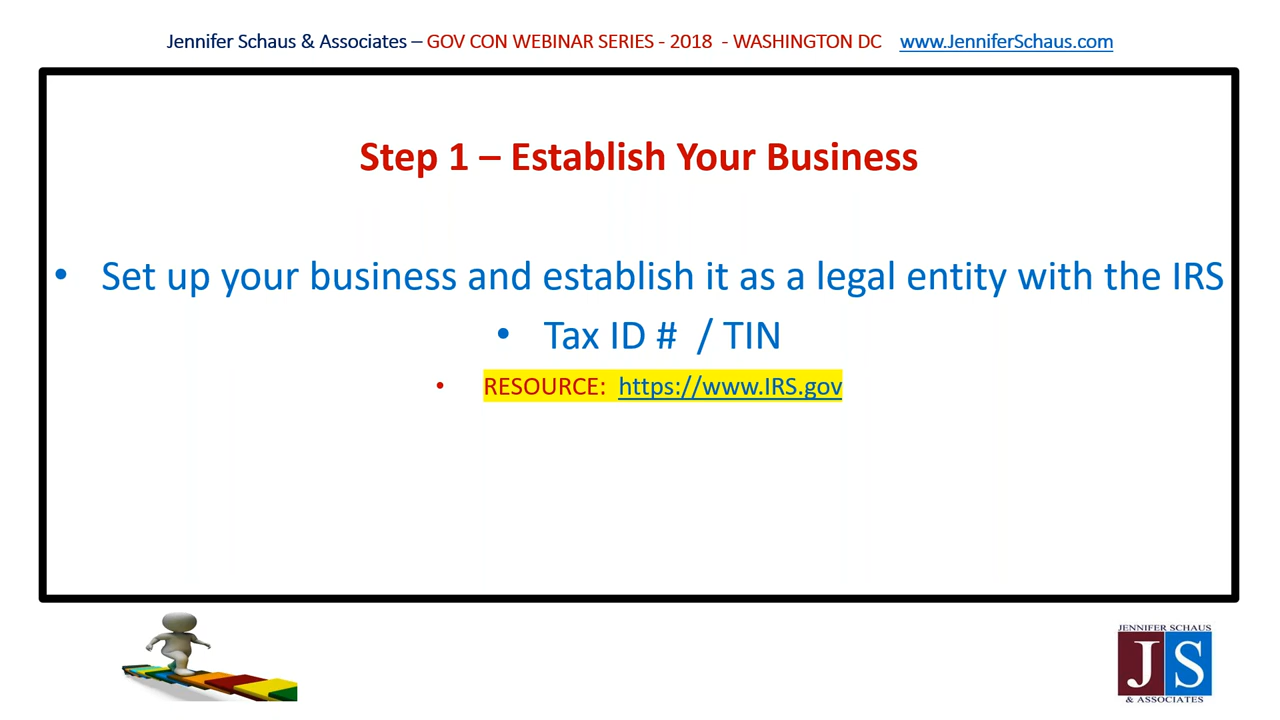 Jennifer Schaus & Associates – GOV CON WEBINAR SERIES - 2018 - WASHINGTON DC www.JenniferSchaus.com
Step 1 – Establish Your Business
• Set up your business and establish it as a legal entity with the IRS
• Tax ID # / TIN
• RESOURCE: https://www.IRS.gov
JENNIFER SCHAUS
J S
& ASSOCIATES